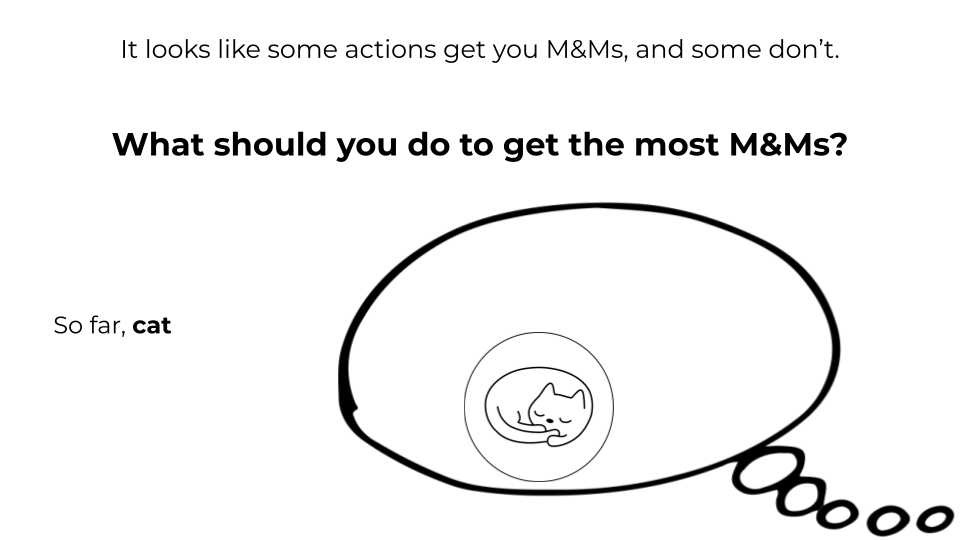 It looks like some actions get you M&Ms, and some don’t.
What should you do to get the most M&Ms?
So far, cat